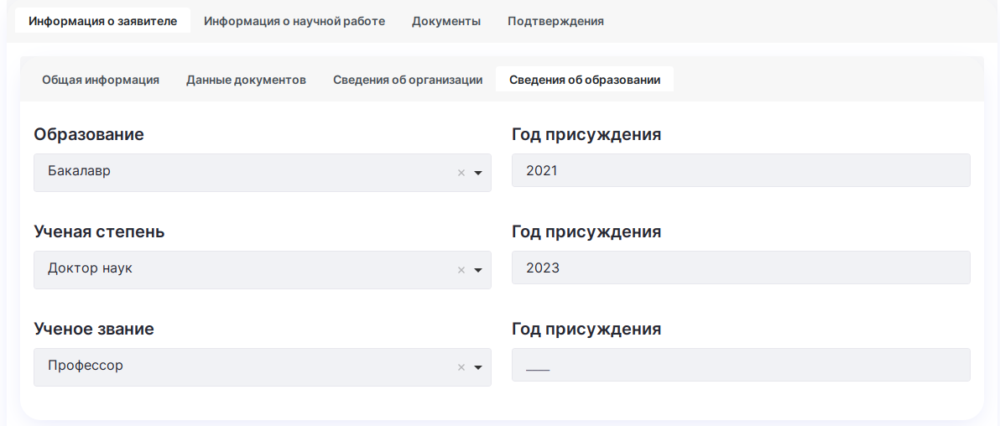 Информация о заявителе Информация о научной работе Документы Подтверждения
Общая информация Данные документов Сведения об организации Сведения об образовании
Образование Год присуждения
Бакалавр × 2021
Ученая степень Год присуждения
Доктор наук × 2023
Ученое звание Год присуждения
Профессор × ____